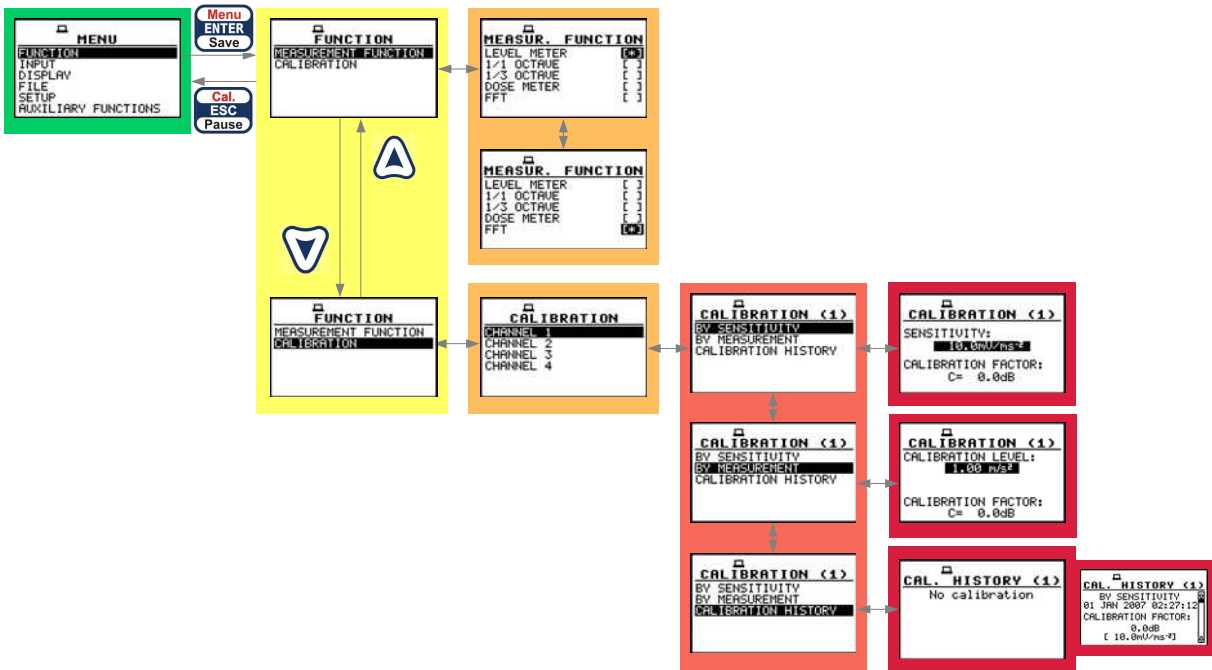 MENU
FUNCTION
INPUT
DISPLAY
FILE
SETUP
AUXILIARY FUNCTIONS
Menu
ENTER
Save
Cal.
ESC
Pause
FUNCTION
MEASUREMENT FUNCTION
CALIBRATION
MEASUR. FUNCTION
LEVEL METER [*]
1/1 OCTAVE [ ]
1/3 OCTAVE [ ]
DOSE METER [ ]
FFT [ ]
MEASUR. FUNCTION
LEVEL METER [ ]
1/1 OCTAVE [ ]
1/3 OCTAVE [ ]
DOSE METER [ ]
FFT [*]
FUNCTION
MEASUREMENT FUNCTION
CALIBRATION
CALIBRATION
CHANNEL 1
CHANNEL 2
CHANNEL 3
CHANNEL 4
CALIBRATION (1)
BY SENSITIVITY
BY MEASUREMENT
CALIBRATION HISTORY
CALIBRATION (1)
SENSITIVITY:
10.0mV/ms⁻²
CALIBRATION FACTOR:
C= 0.0dB
CALIBRATION (1)
BY SENSITIVITY
BY MEASUREMENT
CALIBRATION HISTORY
CALIBRATION (1)
CALIBRATION LEVEL:
1.00 m/s²
CALIBRATION FACTOR:
C= 0.0dB
CALIBRATION (1)
BY SENSITIVITY
BY MEASUREMENT
CALIBRATION HISTORY
CAL. HISTORY (1)
No calibration
CAL. HISTORY (1)
BY SENSITIVITY
01 JAN 2007 02:27:12
CALIBRATION FACTOR:
0.0dB
[ 10.0mV/ms⁻²]